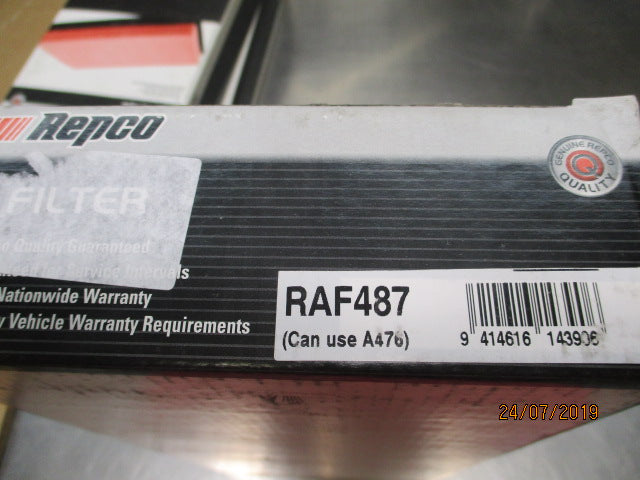 Repco
GENUINE REPCO
QUALITY
FILTER
Quality Guaranteed
Service Intervals
Nationwide Warranty
Vehicle Warranty Requirements
RAF487
(Can use A476)
9 414616 143906
24/07/2019